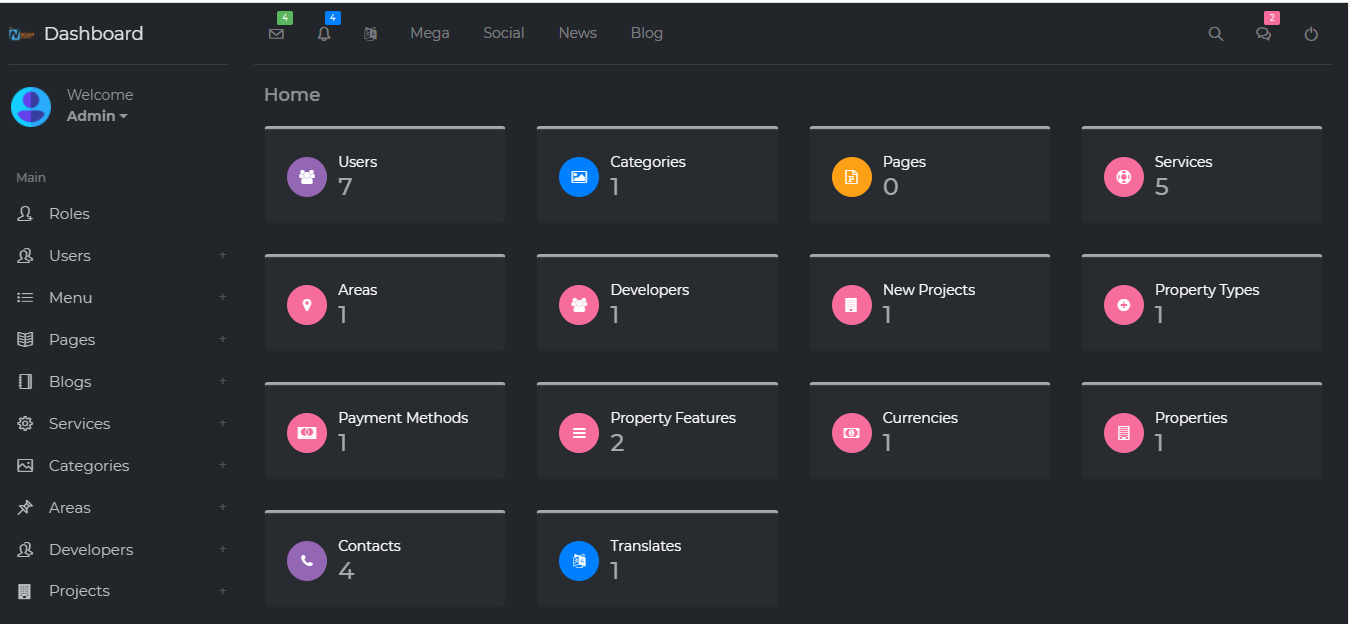 Dashboard
4
4
Mega
Social
News
Blog
2
Welcome
Admin
Main
Roles
Users
+
Menu
+
Pages
+
Blogs
+
Services
+
Categories
+
Areas
+
Developers
+
Projects
+
Home
Users
7
Categories
1
Pages
0
Services
5
Areas
1
Developers
1
New Projects
1
Property Types
1
Payment Methods
1
Property Features
2
Currencies
1
Properties
1
Contacts
4
Translates
1